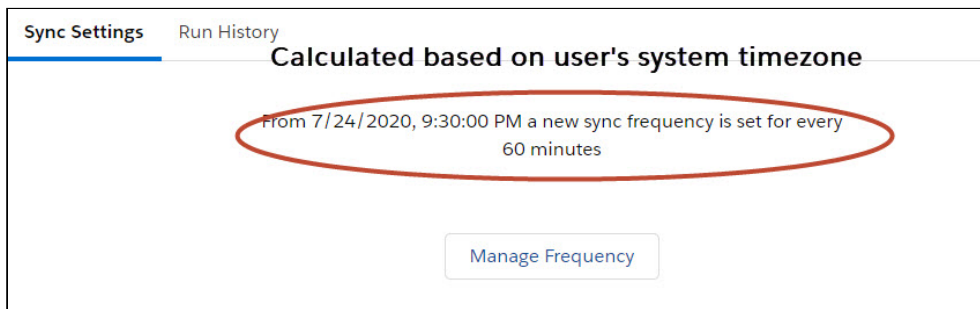 Sync Settings Run History
Calculated based on user's system timezone
From 7/24/2020, 9:30:00 PM a new sync frequency is set for every
60 minutes
Manage Frequency